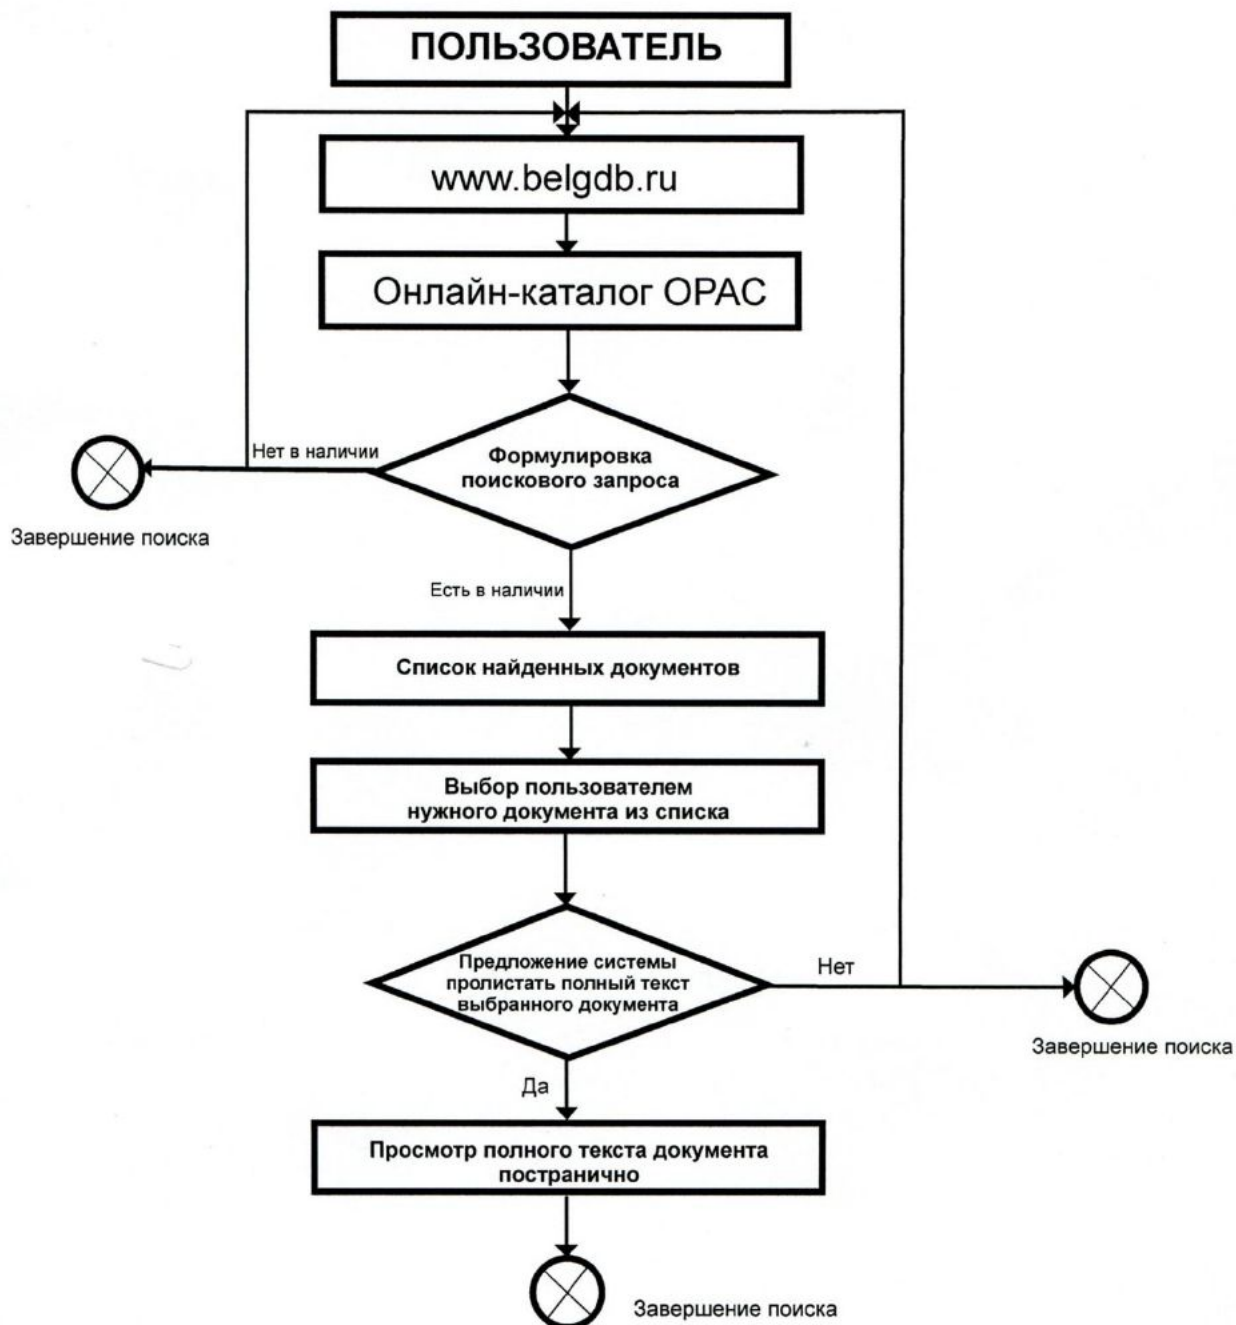 ПОЛЬЗОВАТЕЛЬ
www.belgdb.ru
Онлайн-каталог OPAC
Нет в наличии
Формулировка
поискового запроса
Завершение поиска
Есть в наличии
Список найденных документов
Выбор пользователем
нужного документа из списка
Предложение системы
пролистать полный текст
выбранного документа
Нет
Завершение поиска
Да
Просмотр полного текста документа
постранично
Завершение поиска